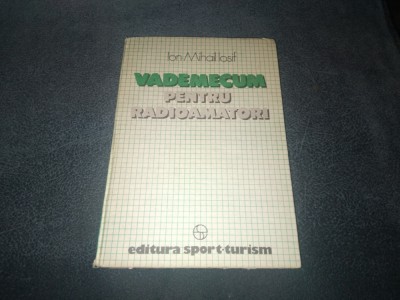 Ion Mihail Iosif
VADEMECUM
PENTRU
RADIOAMATORI
editura sport-turism